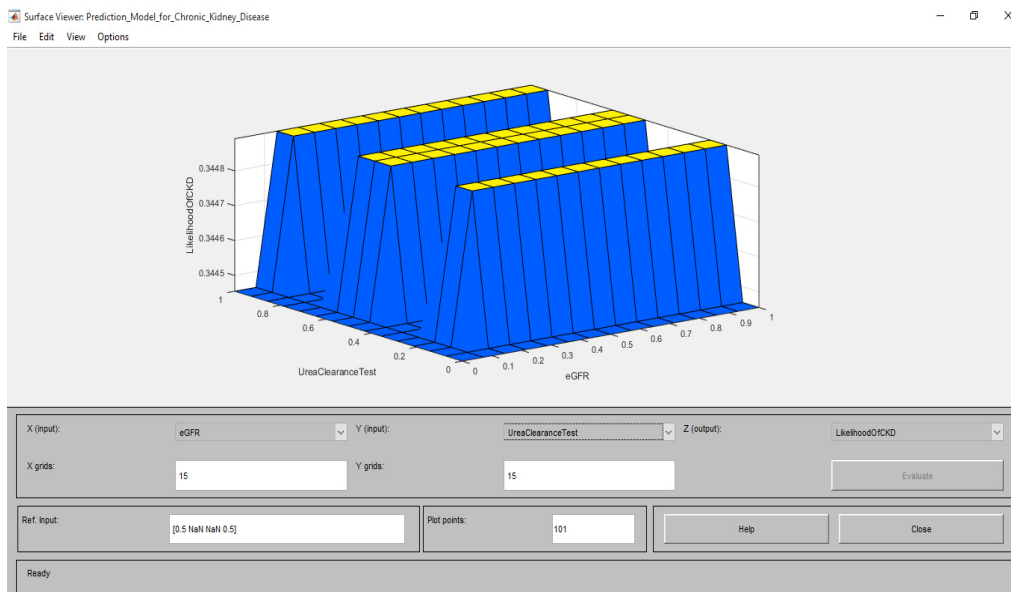 Surface Viewer: Prediction_Model_for_Chronic_Kidney_Disease
File Edit View Options
LikelihoodOfCKD
0.3448
0.3447
0.3446
0.3445
1
0.8
0.6
0.4
0.2
0
UreaClearanceTest
0
0.1
0.2
0.3
0.4
0.5
0.6
0.7
0.8
0.9
1
eGFR
X (input): eGFR Y (input): UreaClearanceTest Z (output): LikelihoodOfCKD
X grids: 15 Y grids: 15 Evaluate
Ref. Input: [0.5 NaN NaN 0.5] Plot points: 101 Help Close
Ready